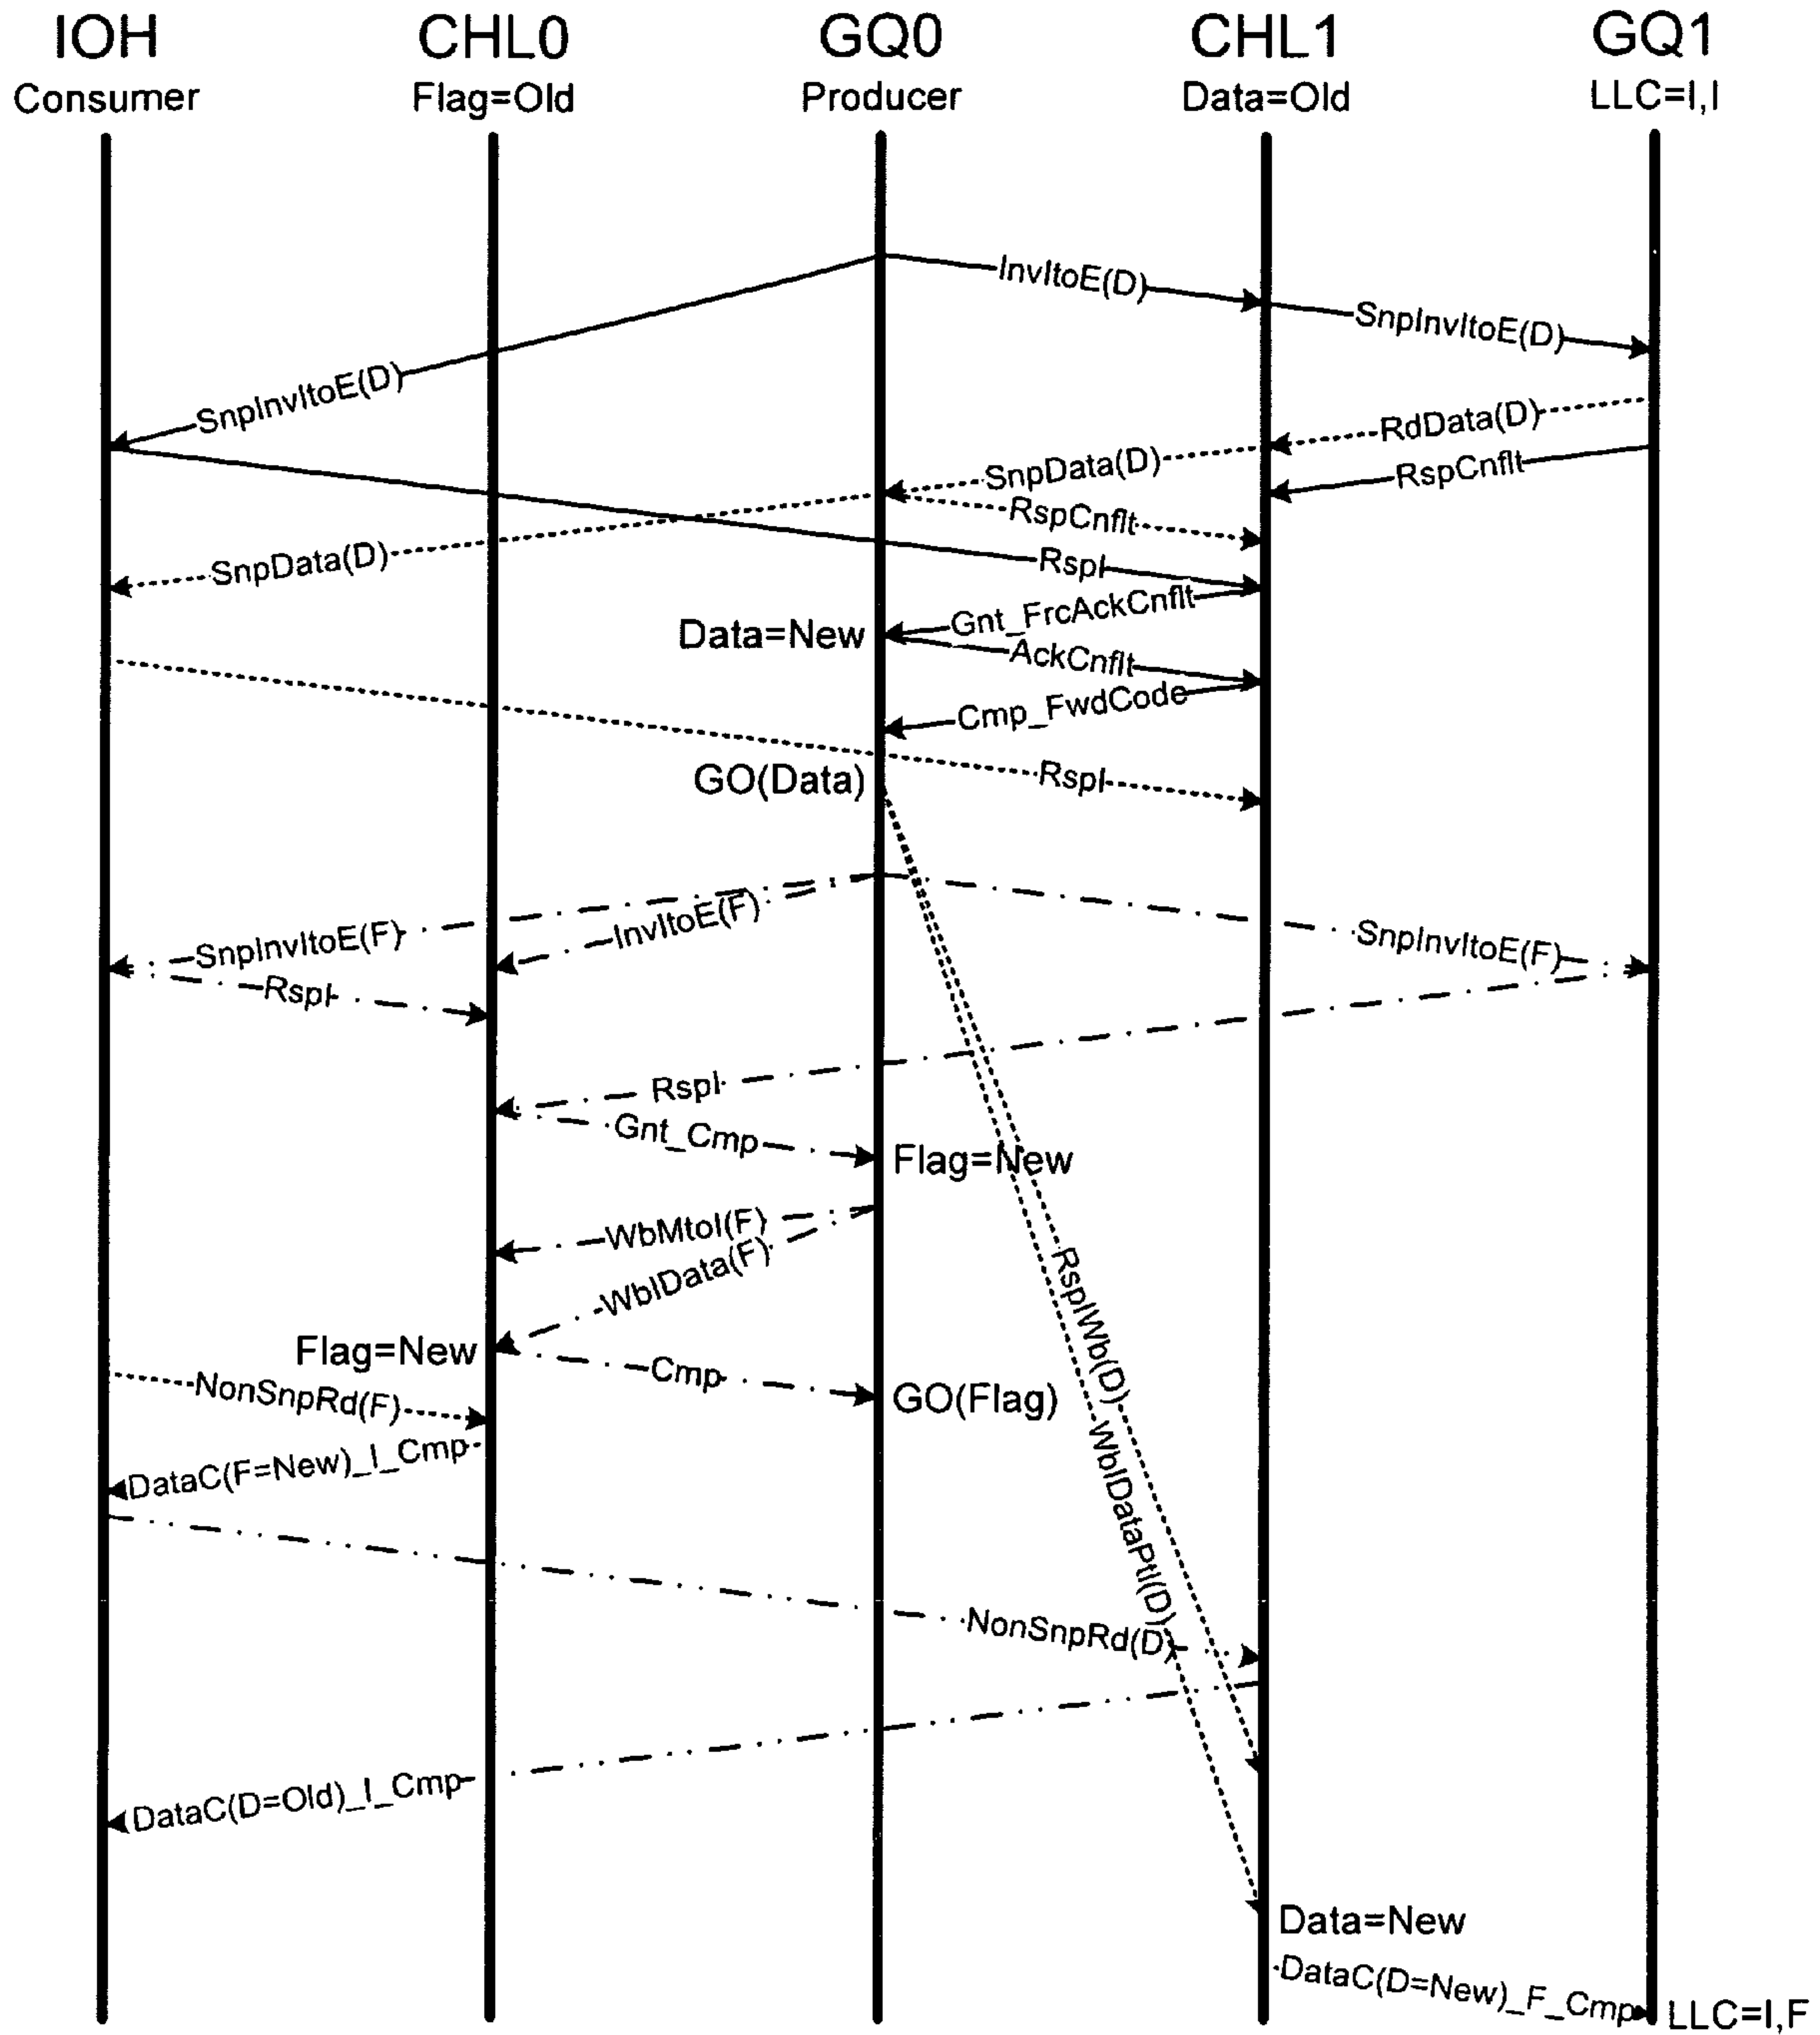 IOH
CHL0
GQ0
CHL1
GQ1
Consumer
Flag=Old
Producer
Data=Old
LLC=I,I
InvItoE(D)
SnpInvItoE(D)
SnpInvItoE(D)
RdData(D)
SnpData(D)
RspCnflt
RspCnflt
SnpData(D)
RspI
Gnt_FrcAckCnflt
Data=New
AckCnflt
Cmp_FwdCode
GO(Data)
RspI
InvItoE(F)
SnpInvItoE(F)
SnpInvItoE(F)
RspI
RspI
Gnt_Cmp
Flag=New
WbMtoI(F)
WbIData(F)
RspIWb(D)
Flag=New
Cmp
NonSnpRd(F)
GO(Flag)
DataC(F=New)_I_Cmp
WbIDataPtl(D)
NonSnpRd(D)
DataC(D=Old)_I_Cmp
Data=New
DataC(D=New)_F_Cmp
LLC=I,F